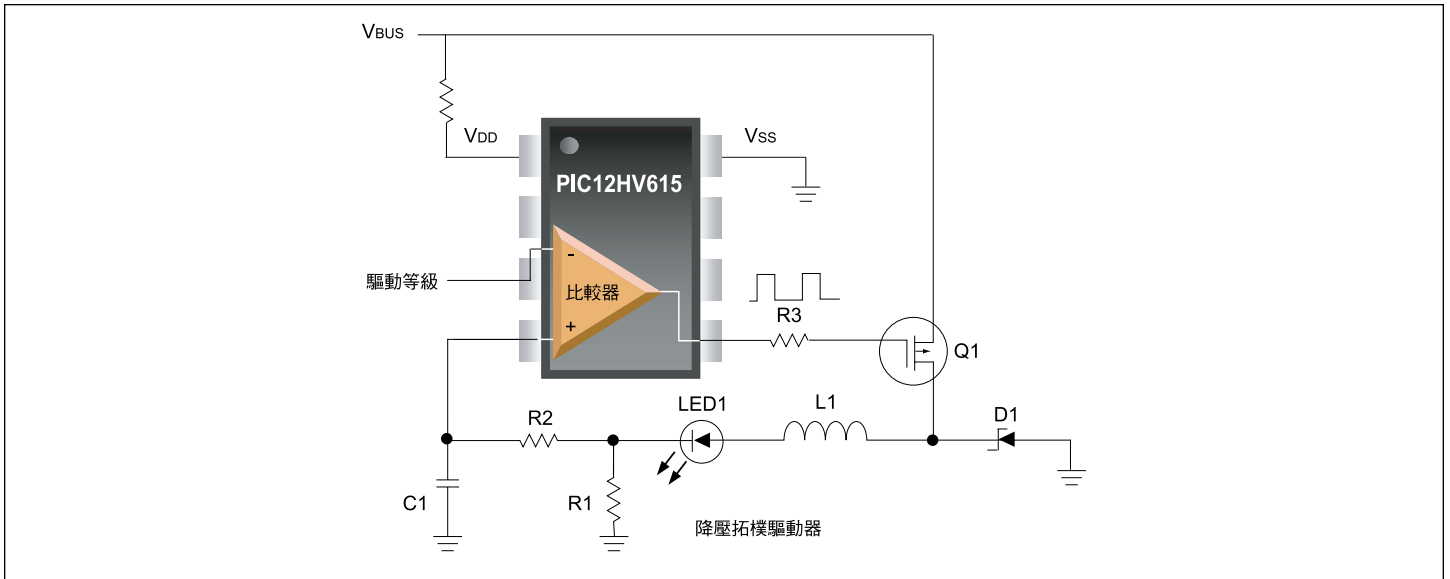 VBUS
VDD
VSS
PIC12HV615
驅動等級
-
比較器
+
R3
Q1
LED1
L1
D1
R2
C1
R1
降壓拓樸驅動器